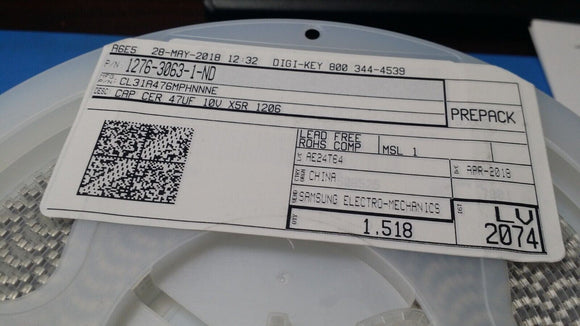 A6E5 28-MAY-2018 12:32 DIGI-KEY 800 344-4539
P/N: 1276-3063-1-ND
MFG P/N: CL31A476MPHNNNE
DESC CAP CER 47UF 10V X5R 1206
PREPACK
LEAD FREE
ROHS COMP
MSL 1
AE24T64
APR-2018
CHINA
SAMSUNG ELECTRO-MECHANICS
1.518
LV
2074